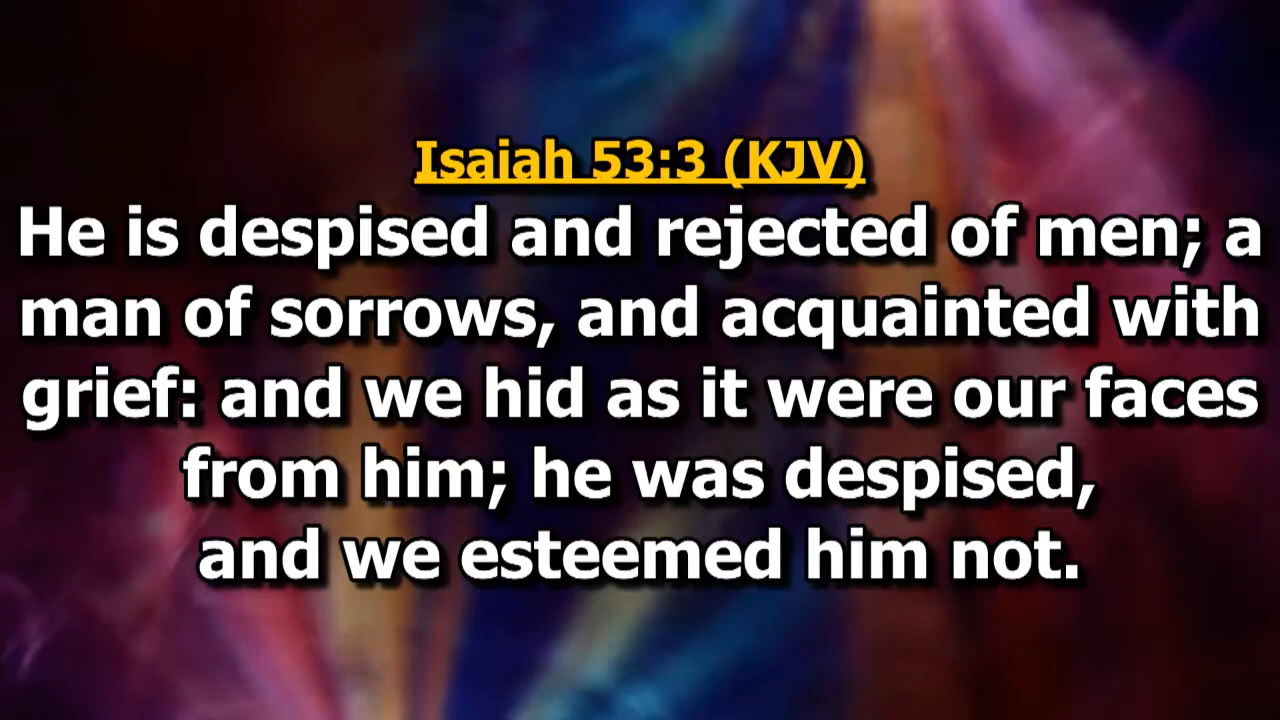 Isaiah 53:3 (KJV)
He is despised and rejected of men; a
man of sorrows, and acquainted with
grief: and we hid as it were our faces
from him; he was despised,
and we esteemed him not.